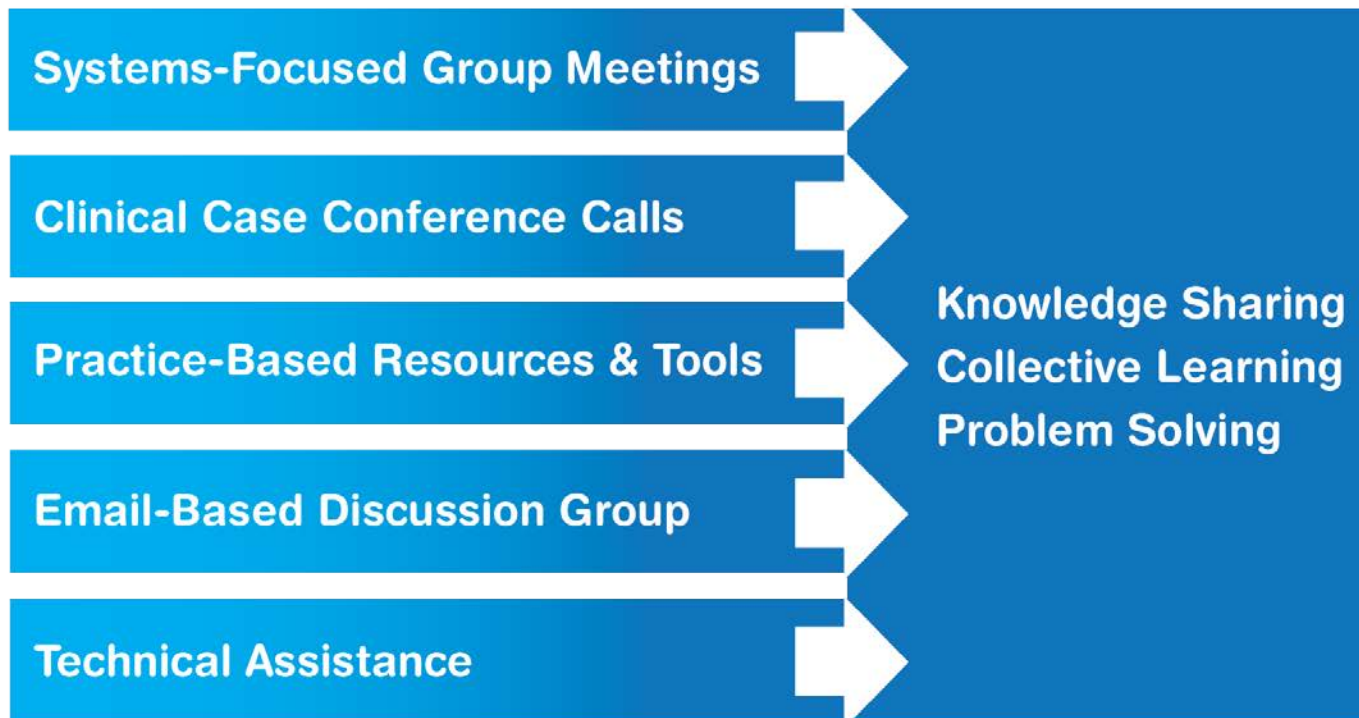 Systems-Focused Group Meetings
Clinical Case Conference Calls
Practice-Based Resources & Tools
Email-Based Discussion Group
Technical Assistance
Knowledge Sharing
Collective Learning
Problem Solving